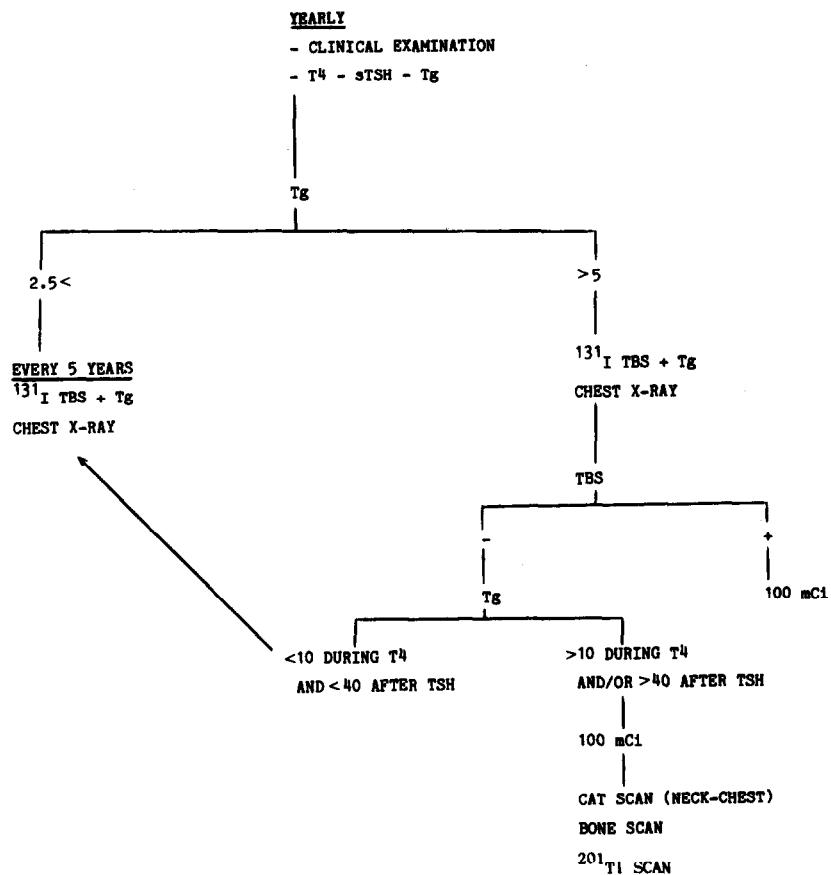 YEARLY
- CLINICAL EXAMINATION
- T4 - sTSH - Tg
Tg
2.5<
>5
EVERY 5 YEARS
131I TBS + Tg
CHEST X-RAY
131I TBS + Tg
CHEST X-RAY
TBS
-
+
Tg
100 mCi
<10 DURING T4
AND <40 AFTER TSH
>10 DURING T4
AND/OR >40 AFTER TSH
100 mCi
CAT SCAN (NECK-CHEST)
BONE SCAN
201Tl SCAN